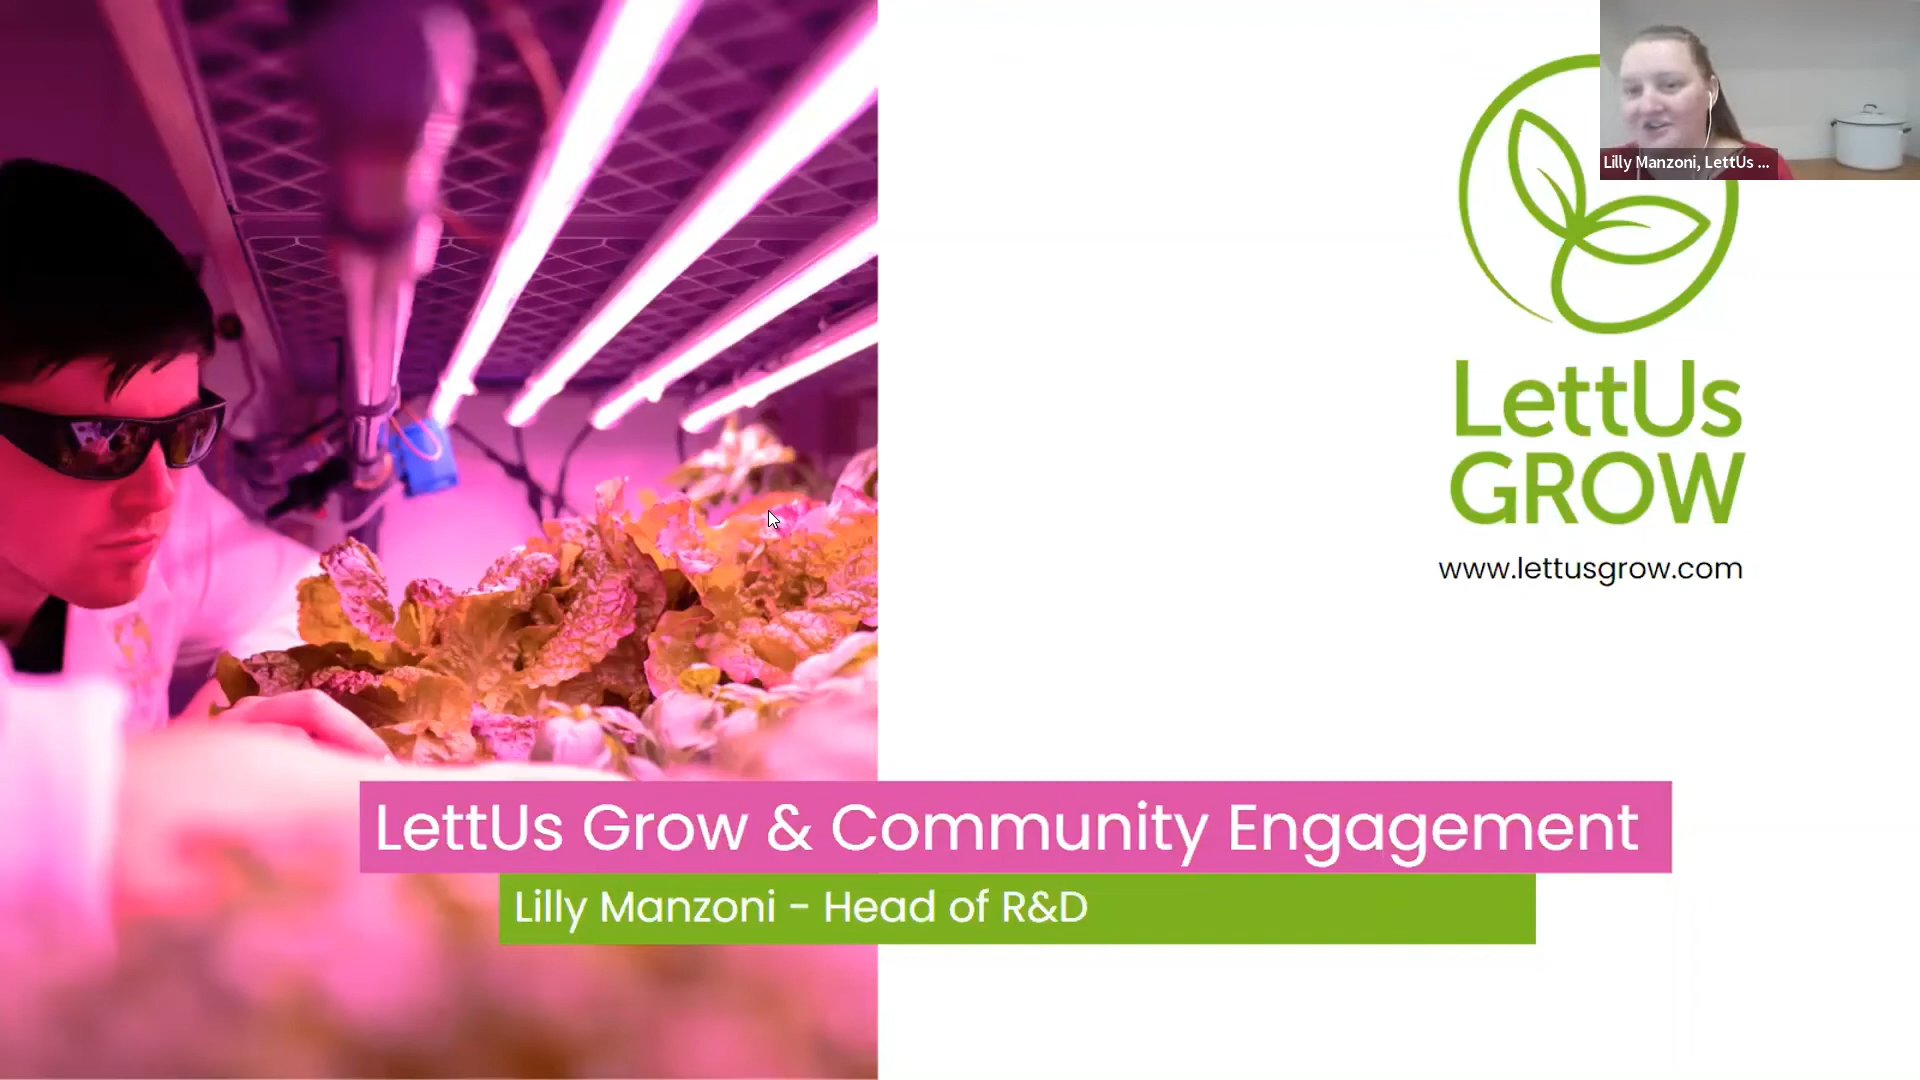 Lilly Manzoni, LettUs ...
LettUs
GROW
www.lettusgrow.com
LettUs Grow & Community Engagement
Lilly Manzoni - Head of R&D